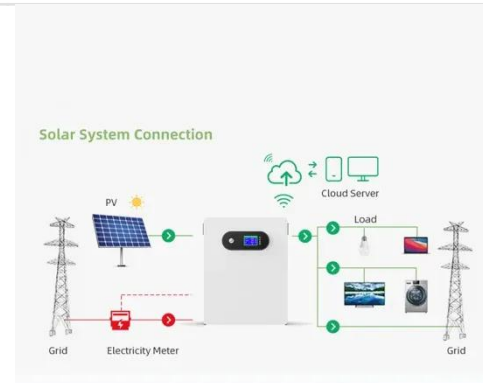 Solar System Connection
Cloud Server
PV
Load
Grid
Electricity Meter
Grid